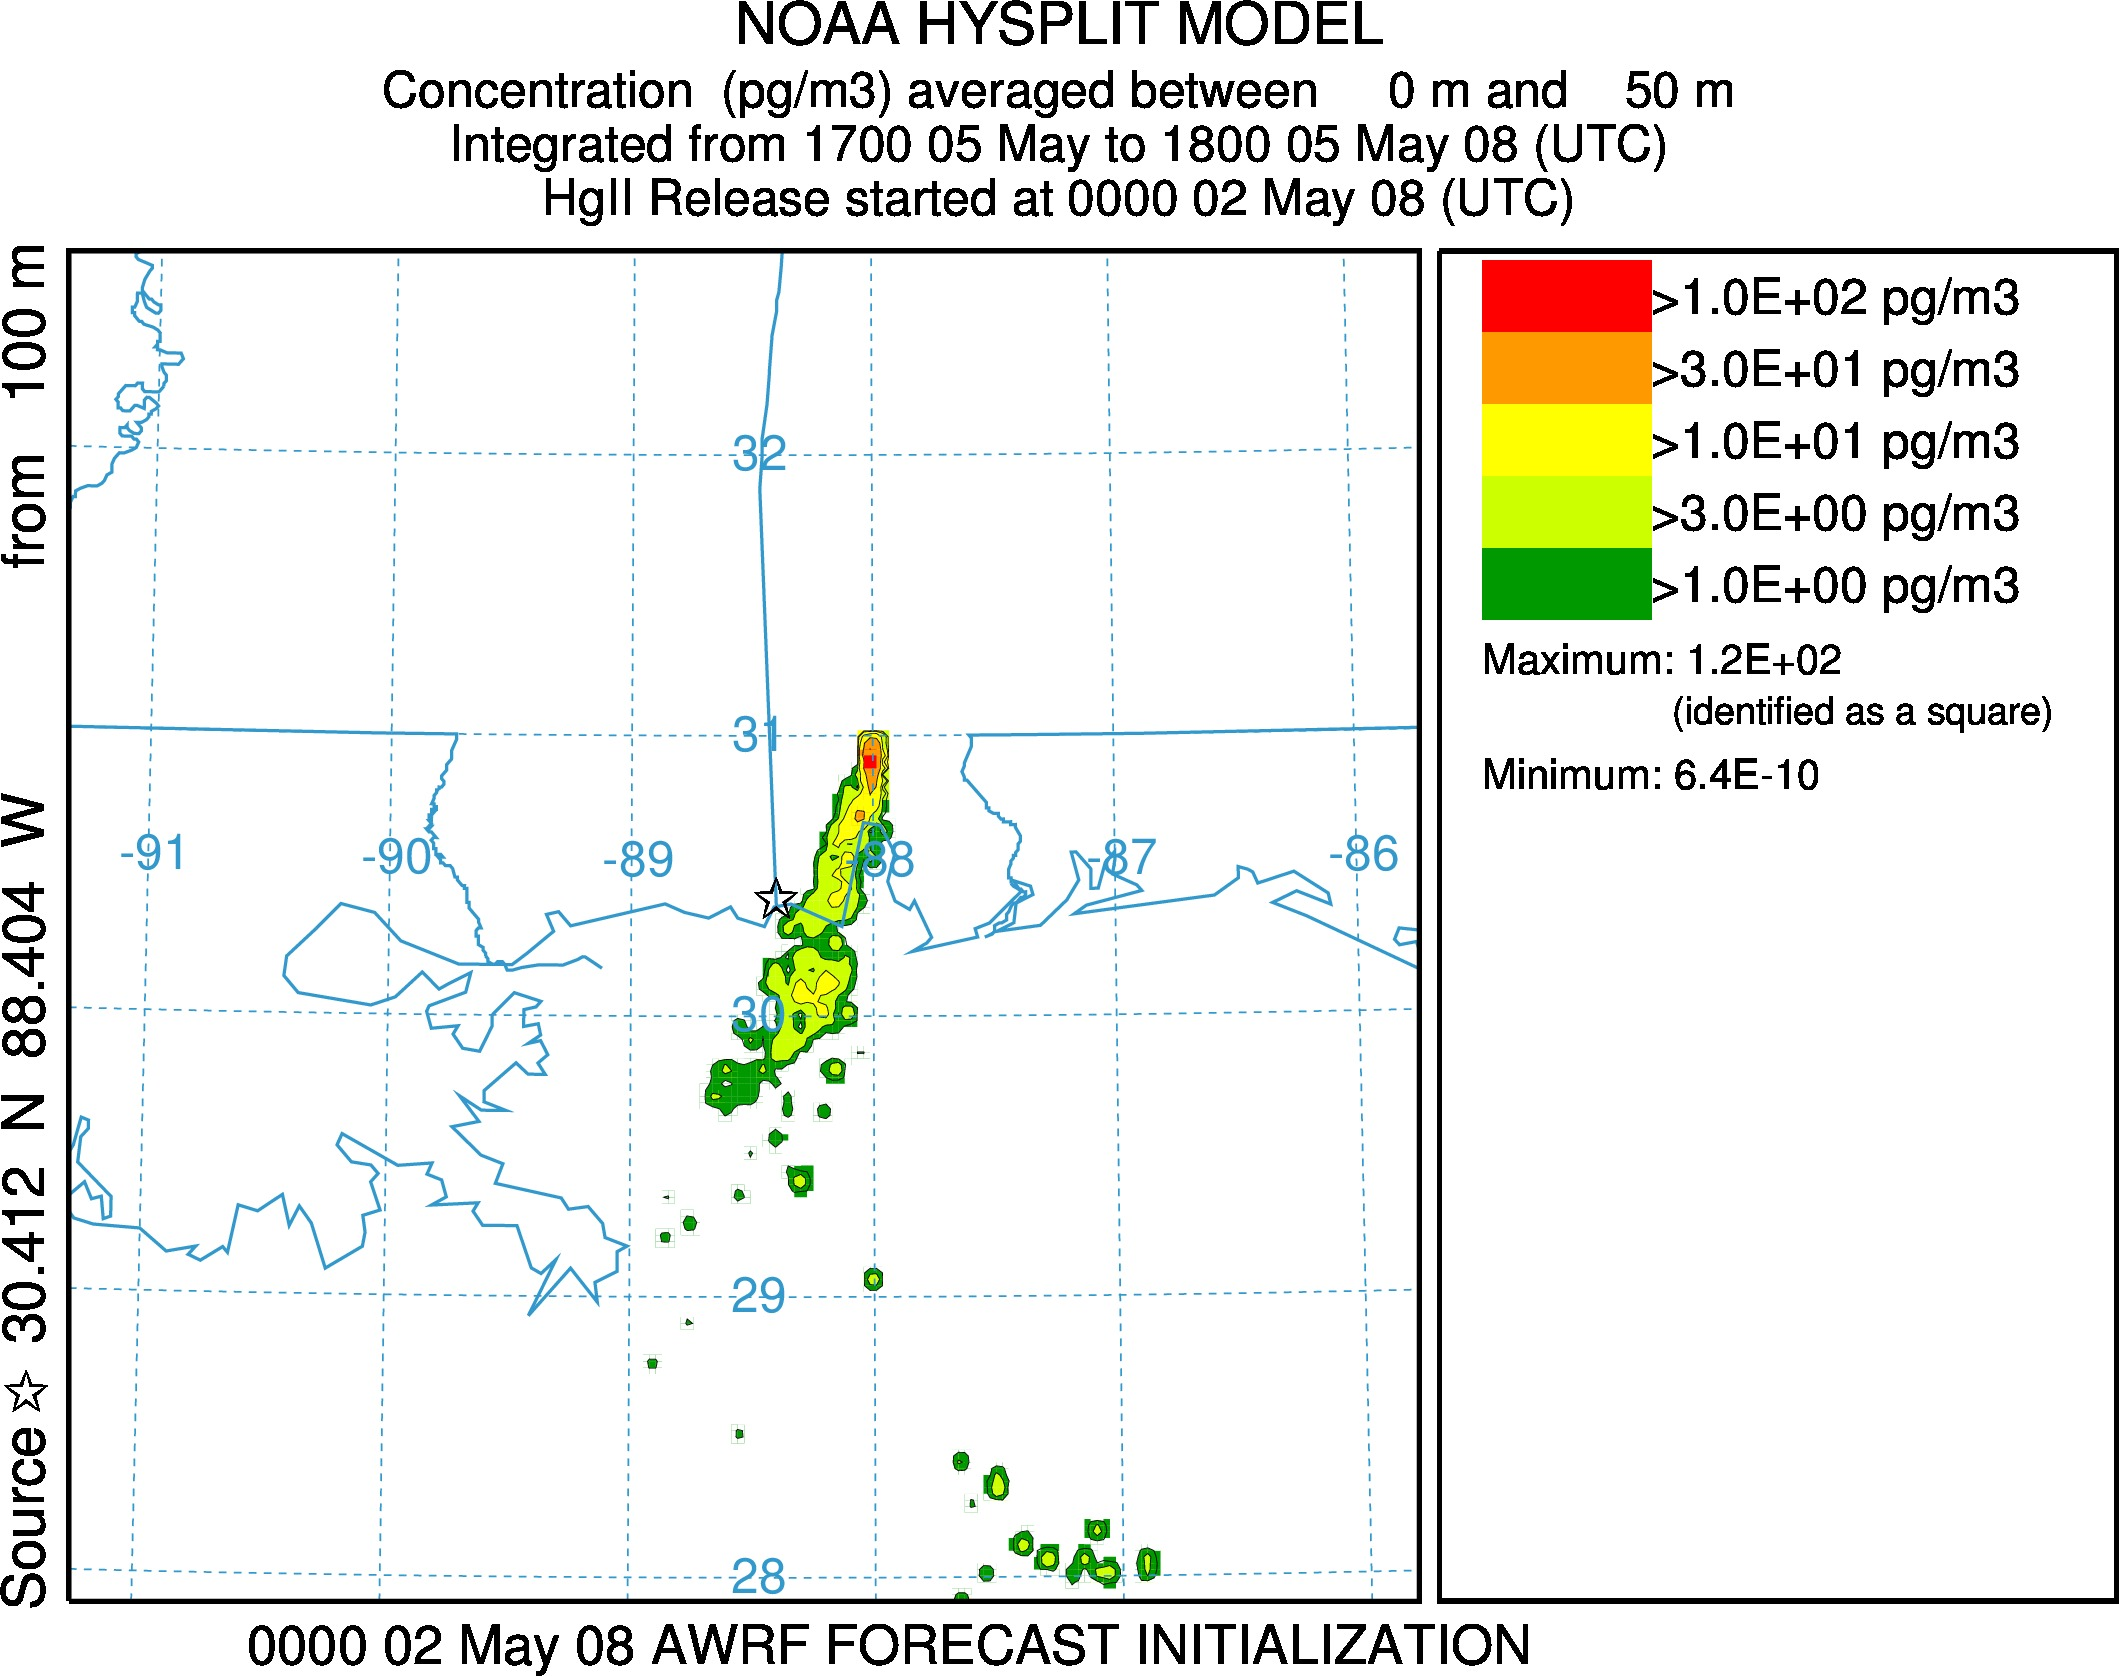 NOAA HYSPLIT MODEL
Concentration (pg/m3) averaged between 0 m and 50 m
Integrated from 1700 05 May to 1800 05 May 08 (UTC)
HgII Release started at 0000 02 May 08 (UTC)
Source ☆ 30.412 N 88.404 W from 100 m
32
31
-91
-90
-89
-88
-87
-86
30
29
28
>1.0E+02 pg/m3
>3.0E+01 pg/m3
>1.0E+01 pg/m3
>3.0E+00 pg/m3
>1.0E+00 pg/m3
Maximum: 1.2E+02
(identified as a square)
Minimum: 6.4E-10
0000 02 May 08 AWRF FORECAST INITIALIZATION